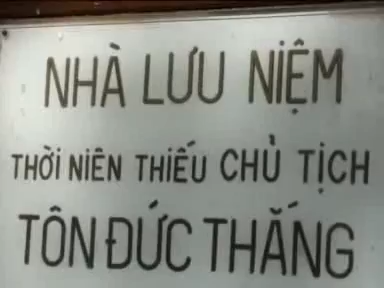 NHÀ LƯU NIỆM
THỜI NIÊN THIẾU CHỦ TỊCH
TÔN ĐỨC THẮNG